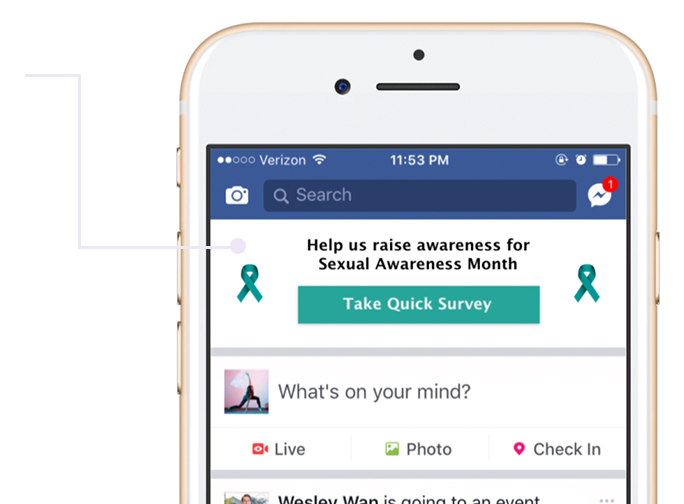 Verizon 11:53 PM
Search 1
Help us raise awareness for
Sexual Awareness Month
Take Quick Survey
What's on your mind?
Live Photo Check In
Wesley Wan is going to an event